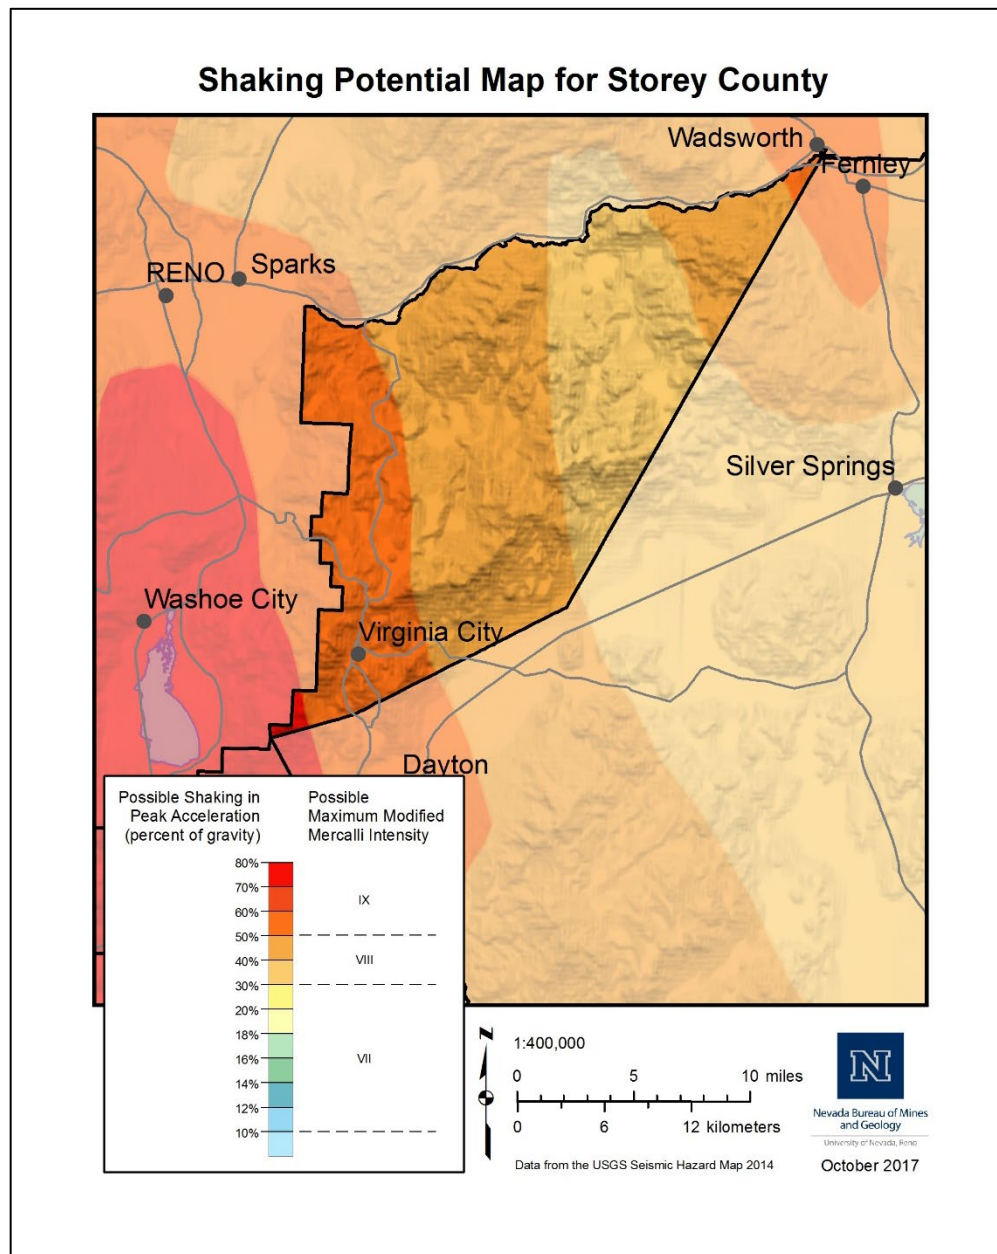 Shaking Potential Map for Storey County
Wadsworth
Fernley
RENO
Sparks
Silver Springs
Washoe City
Virginia City
Dayton
Possible Shaking in
Peak Acceleration
(percent of gravity)
Possible
Maximum Modified
Mercalli Intensity
80%
70%
60%
50%
40%
30%
20%
18%
16%
14%
12%
10%
IX
VIII
VII
N
1:400,000
0 5 10 miles
0 6 12 kilometers
Data from the USGS Seismic Hazard Map 2014
N
Nevada Bureau of Mines
and Geology
University of Nevada, Reno
October 2017